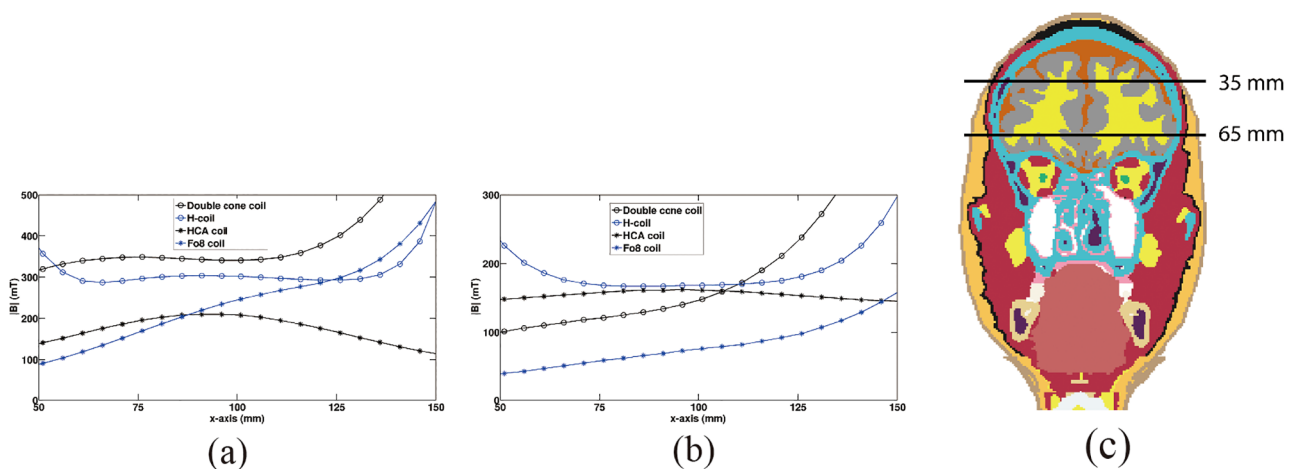 500
400
300
200
100
0
|B| (mT)
50
75
100
125
150
x-axis (mm)
Double cone coil
H-coil
HCA coil
Fo8 coil
(a)
300
200
100
0
|B| (mT)
50
75
100
125
150
x-axis (mm)
Double cone coil
H-coil
HCA coil
Fo8 coil
(b)
35 mm
65 mm
(c)